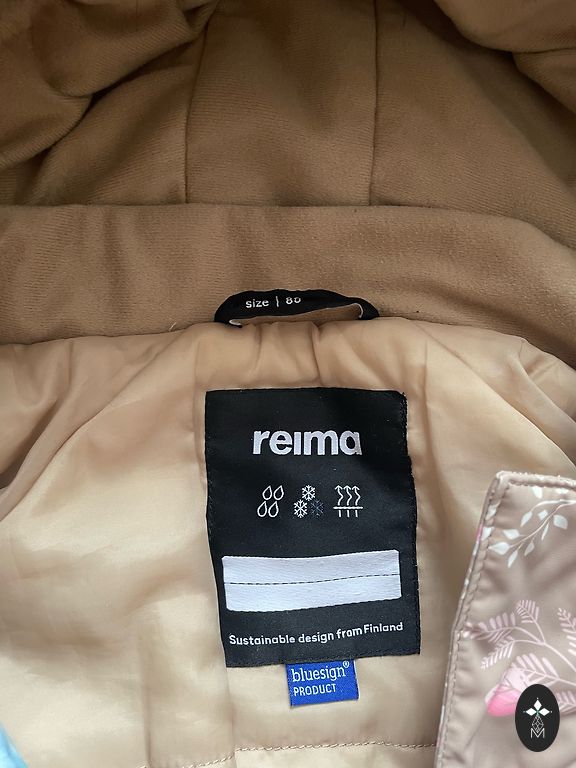 size | 86
reima
Sustainable design from Finland
bluesign®
PRODUCT
M